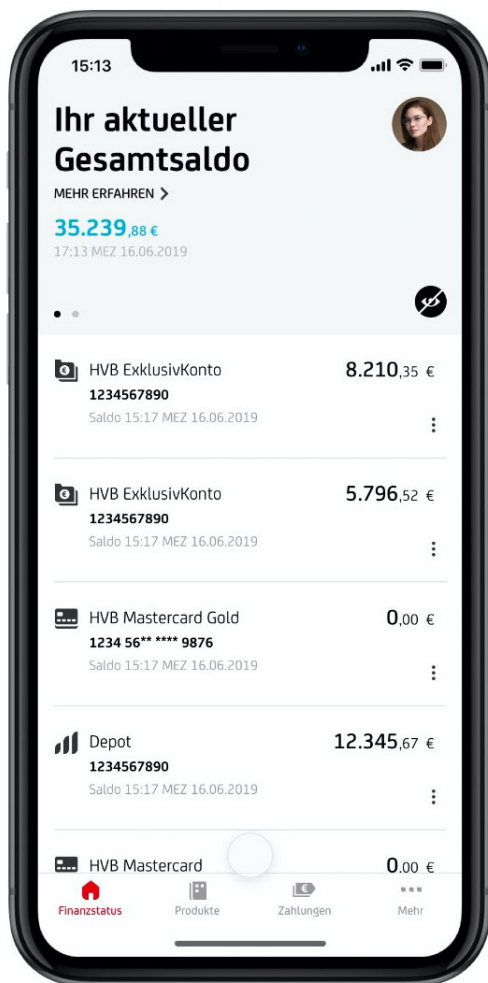 15:13
Ihr aktueller
Gesamtsaldo
MEHR ERFAHREN >
35.239,88 €
17:13 MEZ 16.06.2019
HVB ExklusivKonto 8.210,35 €
1234567890
Saldo 15:17 MEZ 16.06.2019
HVB ExklusivKonto 5.796,52 €
1234567890
Saldo 15:17 MEZ 16.06.2019
HVB Mastercard Gold 0,00 €
1234 56** **** 9876
Saldo 15:17 MEZ 16.06.2019
Depot 12.345,67 €
1234567890
Saldo 15:17 MEZ 16.06.2019
HVB Mastercard 0,00 €
Finanzstatus Produkte Zahlungen Mehr